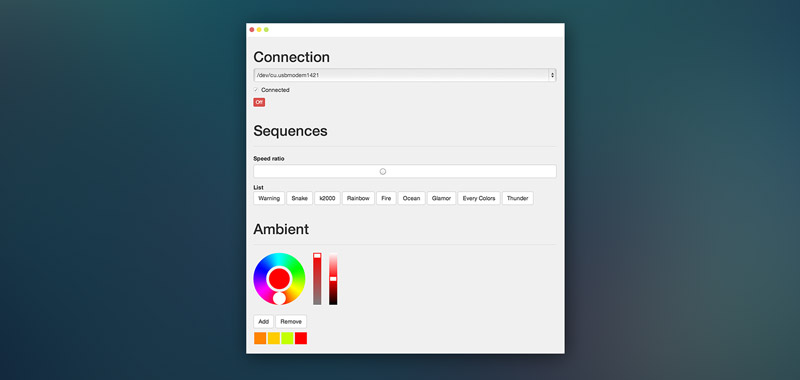 Connection
/dev/cu.usbmodem1421
Connected
Off
Sequences
Speed ratio
List
Warning Snake k2000 Rainbow Fire Ocean Glamor Every Colors Thunder
Ambient
Add Remove